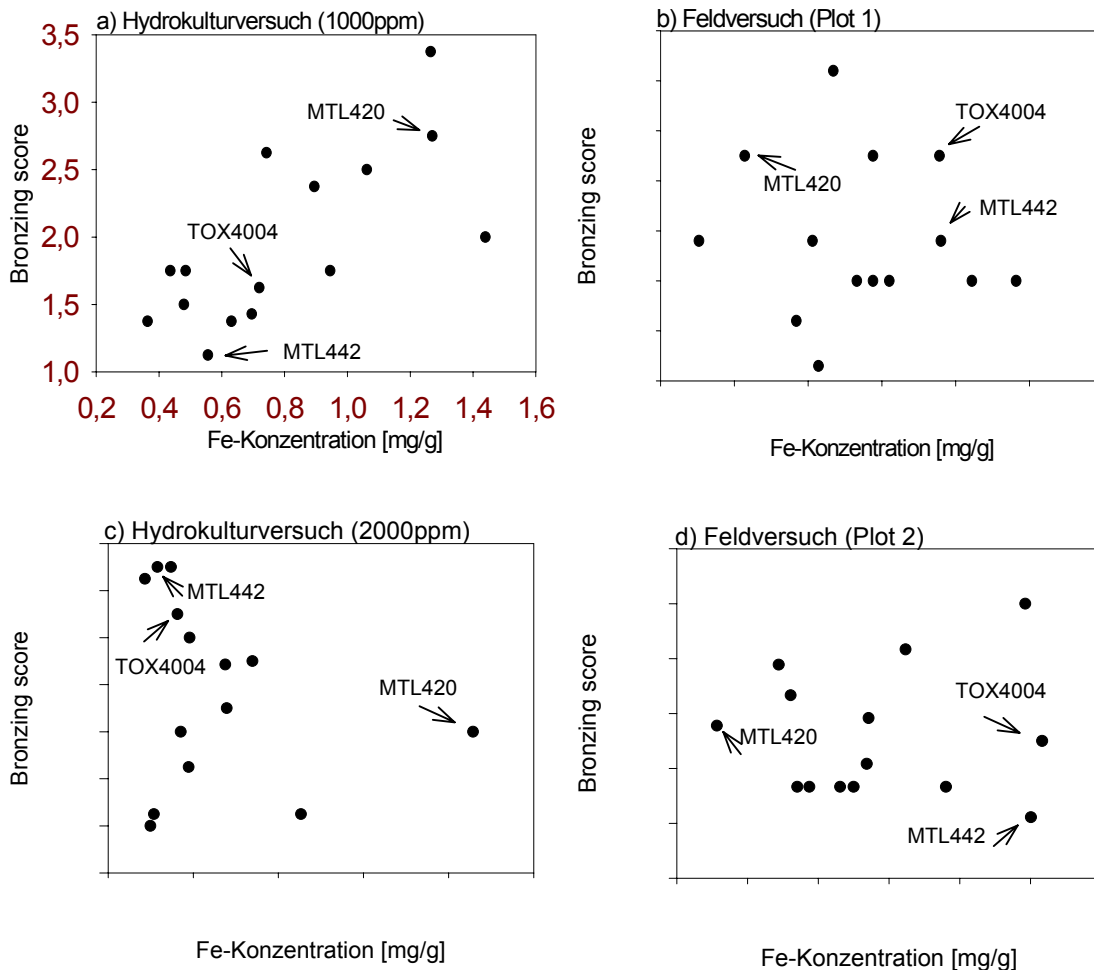 a) Hydrokulturversuch (1000ppm)
3,5
3,0
2,5
2,0
1,5
1,0
0,2 0,4 0,6 0,8 1,0 1,2 1,4 1,6
Bronzing score
Fe-Konzentration [mg/g]
MTL420
TOX4004
MTL442
b) Feldversuch (Plot 1)
Bronzing score
Fe-Konzentration [mg/g]
TOX4004
MTL420
MTL442
c) Hydrokulturversuch (2000ppm)
Bronzing score
Fe-Konzentration [mg/g]
MTL442
TOX4004
MTL420
d) Feldversuch (Plot 2)
Bronzing score
Fe-Konzentration [mg/g]
TOX4004
MTL420
MTL442